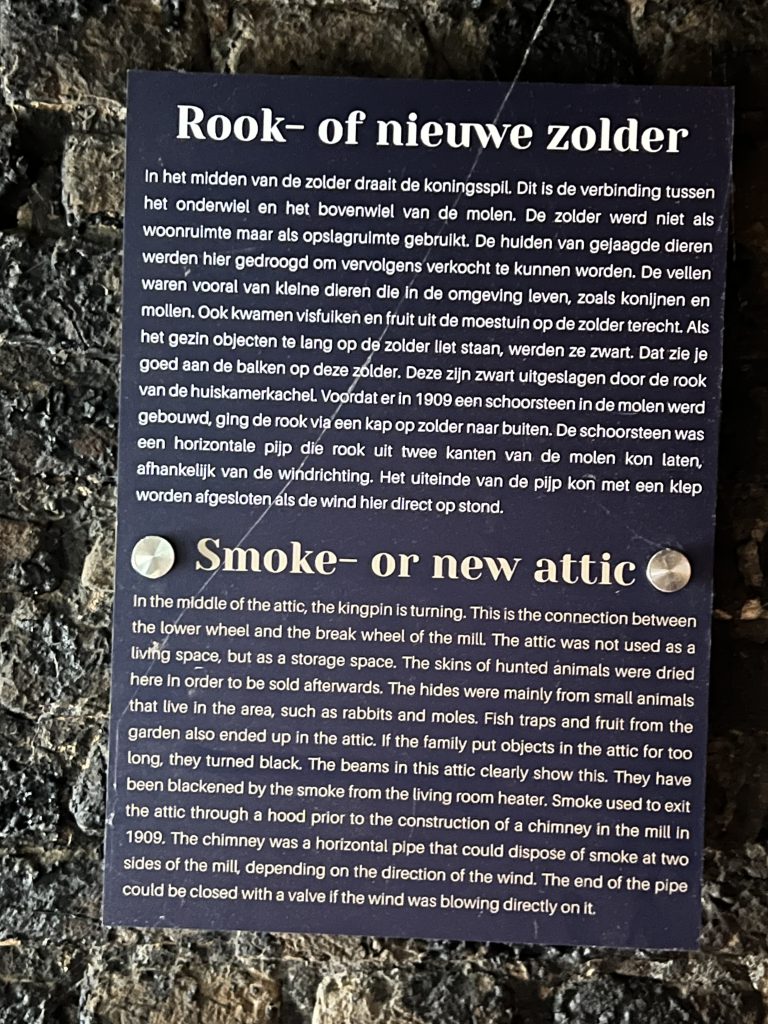 Rook- of nieuwe zolder
In het midden van de zolder draait de koningsspil. Dit is de verbinding tussen
het onderwiel en het bovenwiel van de molen. De zolder werd niet als
woonruimte maar als opslagruimte gebruikt. De huiden van gejaagde dieren
werden hier gedroogd om vervolgens verkocht te kunnen worden. De vellen
waren vooral van kleine dieren die in de omgeving leven, zoals konijnen en
mollen. Ook kwamen visfuiken en fruit uit de moestuin op de zolder terecht. Als
het gezin objecten te lang op de zolder liet staan, werden ze zwart. Dat zie je
goed aan de balken op deze zolder. Deze zijn zwart uitgeslagen door de rook
van de huiskamerkachel. Voordat er in 1909 een schoorsteen in de molen werd
gebouwd, ging de rook via een kap op zolder naar buiten. De schoorsteen was
een horizontale pijp die rook uit twee kanten van de molen kon laten,
afhankelijk van de windrichting. Het uiteinde van de pijp kon met een klep
worden afgesloten als de wind hier direct op stond.
Smoke- or new attic
In the middle of the attic, the kingpin is turning. This is the connection between
the lower wheel and the break wheel of the mill. The attic was not used as a
living space, but as a storage space. The skins of hunted animals were dried
here in order to be sold afterwards. The hides were mainly from small animals
that live in the area, such as rabbits and moles. Fish traps and fruit from the
garden also ended up in the attic. If the family put objects in the attic for too
long, they turned black. The beams in this attic clearly show this. They have
been blackened by the smoke from the living room heater. Smoke used to exit
the attic through a hood prior to the construction of a chimney in the mill in
1909. The chimney was a horizontal pipe that could dispose of smoke at two
sides of the mill, depending on the direction of the wind. The end of the pipe
could be closed with a valve if the wind was blowing directly on it.